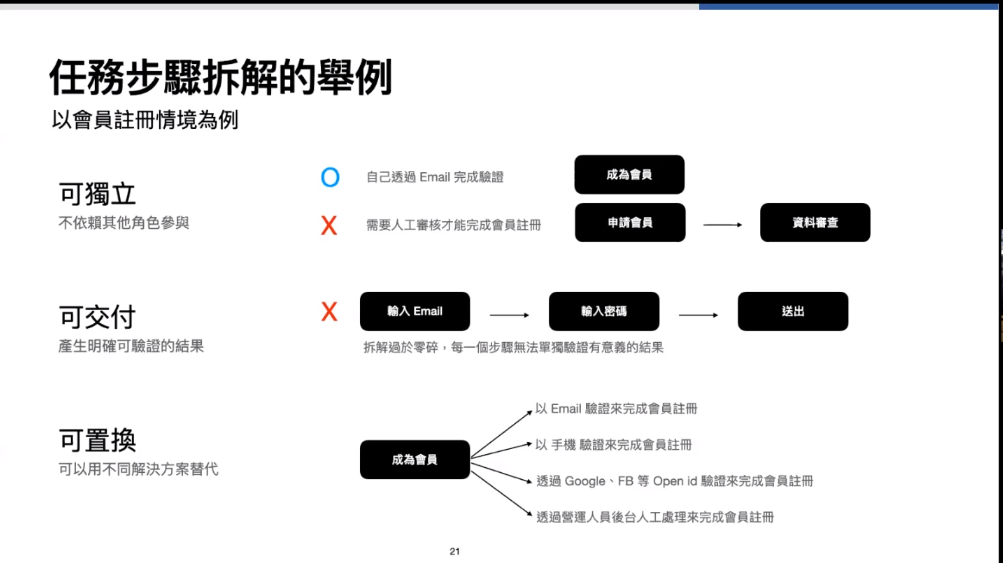 任務步驟拆解的舉例
以會員註冊情境為例
可獨立
不依賴其他角色參與
O 自己透過 Email 完成驗證 成為會員
X 需要人工審核才能完成會員註冊 申請會員 資料審查
可交付
產生明確可驗證的結果
X 輸入 Email 輸入密碼 送出
拆解過於零碎，每一個步驟無法單獨驗證有意義的結果
可置換
可以用不同解決方案替代
成為會員
以 Email 驗證來完成會員註冊
以 手機 驗證來完成會員註冊
透過 Google、FB 等 Open id 驗證來完成會員註冊
透過營運人員後台人工處理來完成會員註冊
21